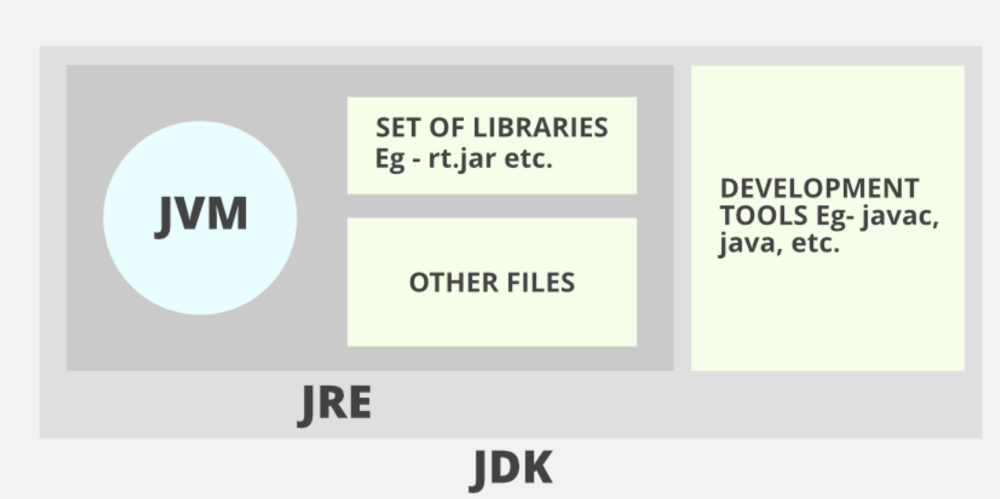 JVM
SET OF LIBRARIES
Eg - rt.jar etc.
OTHER FILES
DEVELOPMENT
TOOLS Eg- javac,
java, etc.
JRE
JDK